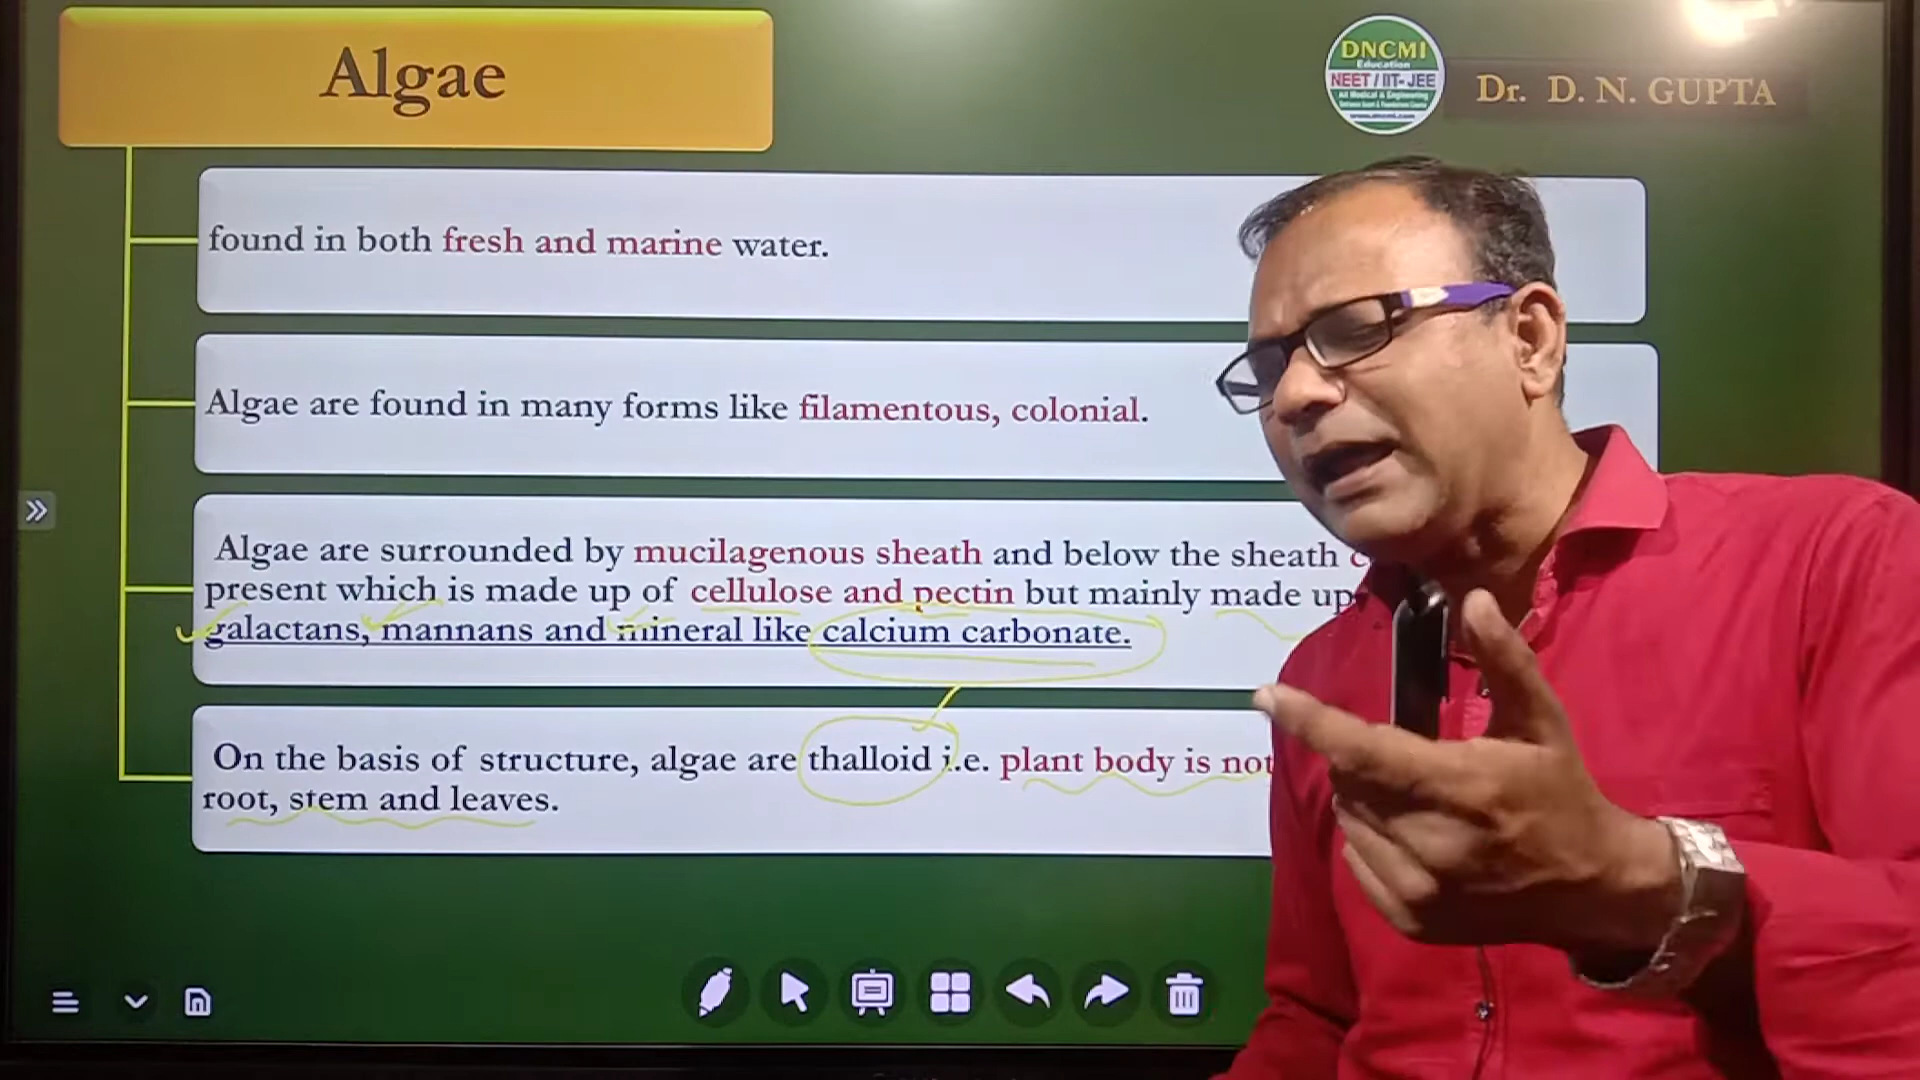 Algae
DNCMI
Education
NEET / IIT-JEE
www.dncmi.com
Dr. D. N. GUPTA
found in both fresh and marine water.
Algae are found in many forms like filamentous, colonial.
Algae are surrounded by mucilagenous sheath and below the sheath
present which is made up of cellulose and pectin but mainly made up
galactans, mannans and mineral like calcium carbonate.
On the basis of structure, algae are thalloid i.e. plant body is not
root, stem and leaves.